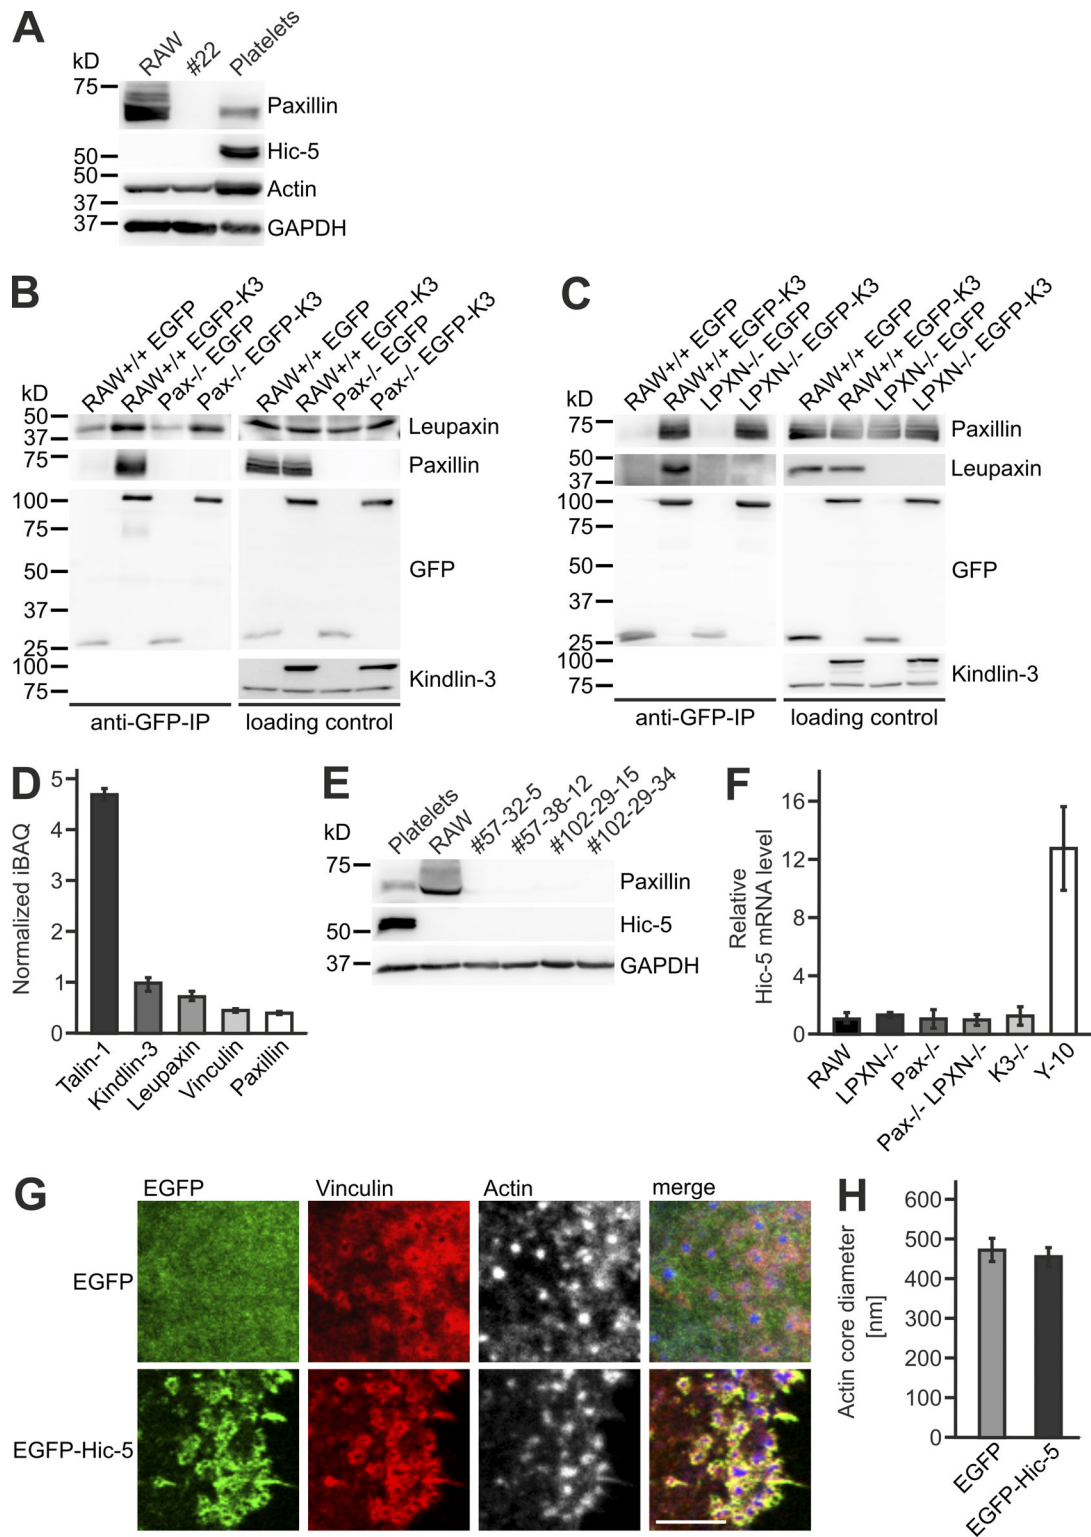 A
kD
RAW
#22
Platelets
75
Paxillin
50
Hic-5
50
37
Actin
37
GAPDH
B
kD
RAW+/+ EGFP
RAW+/+ EGFP-K3
Pax-/- EGFP
Pax-/- EGFP-K3
RAW+/+ EGFP
RAW+/+ EGFP-K3
Pax-/- EGFP
Pax-/- EGFP-K3
50
37
Leupaxin
75
Paxillin
100
75
50
37
25
GFP
100
75
Kindlin-3
anti-GFP-IP
loading control
C
kD
RAW+/+ EGFP
RAW+/+ EGFP-K3
LPXN-/- EGFP
LPXN-/- EGFP-K3
RAW+/+ EGFP
RAW+/+ EGFP-K3
LPXN-/- EGFP
LPXN-/- EGFP-K3
75
Paxillin
50
37
Leupaxin
100
75
50
37
25
GFP
100
75
Kindlin-3
anti-GFP-IP
loading control
D
Normalized iBAQ
5
4
3
2
1
0
Talin-1
Kindlin-3
Leupaxin
Vinculin
Paxillin
E
kD
Platelets
RAW
#57-32-5
#57-38-12
#102-29-15
#102-29-34
75
Paxillin
50
Hic-5
37
GAPDH
F
Relative
Hic-5 mRNA level
16
12
8
4
0
RAW
LPXN-/-
Pax-/-
Pax-/- LPXN-/-
K3-/-
Y-10
G
EGFP
Vinculin
Actin
merge
EGFP
EGFP-Hic-5
H
Actin core diameter
[nm]
600
500
400
300
200
100
0
EGFP
EGFP-Hic-5